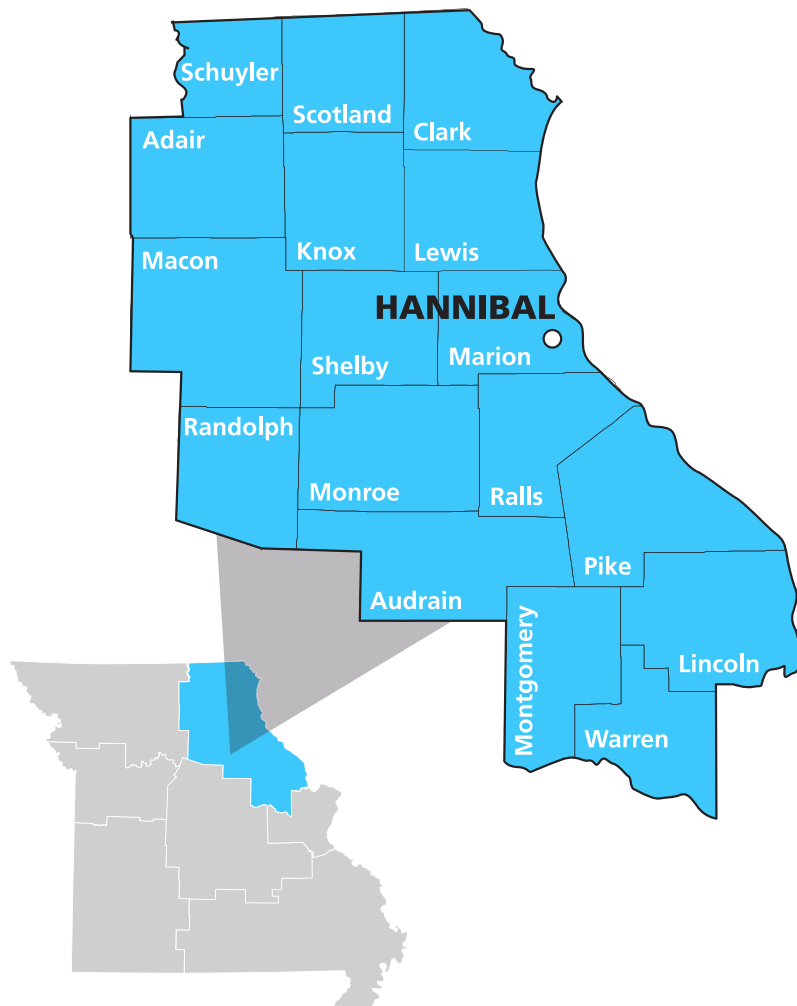 Schuyler
Scotland
Clark
Adair
Knox
Lewis
Macon
HANNIBAL
Shelby
Marion
Randolph
Monroe
Ralls
Pike
Audrain
Montgomery
Lincoln
Warren